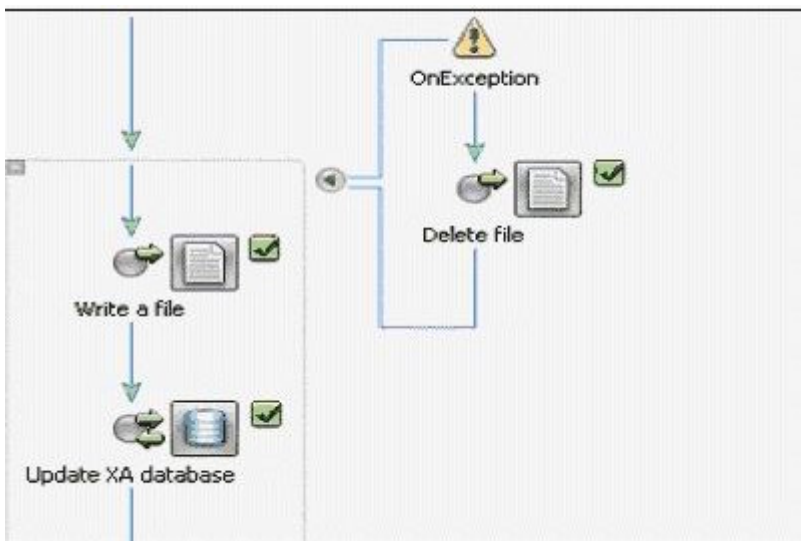 OnException
Delete file
Write a file
Update XA database